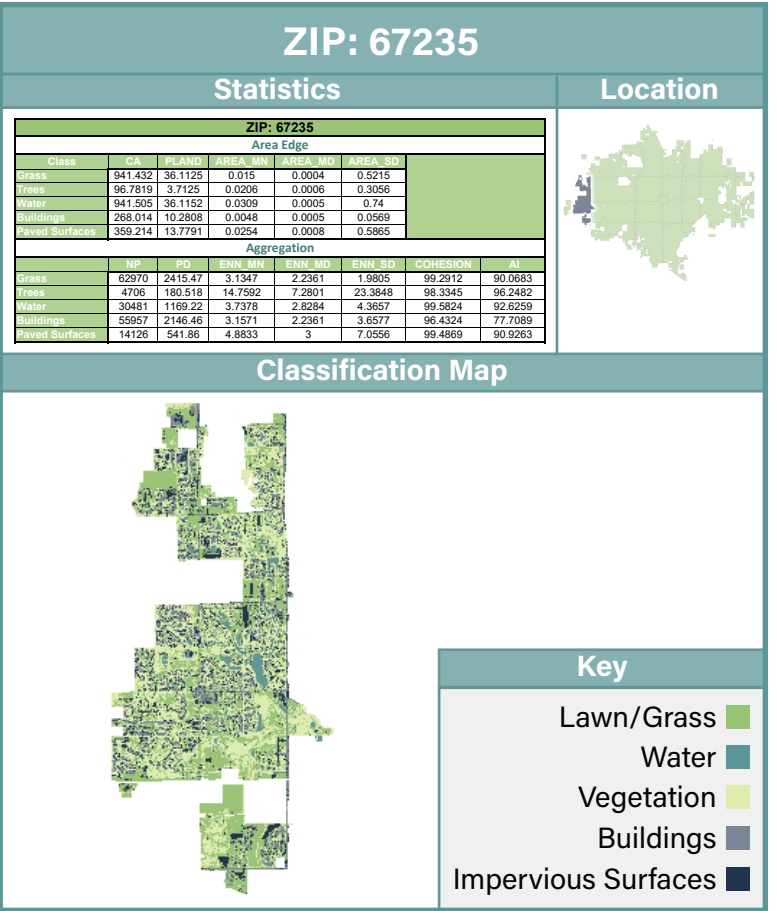 ZIP: 67235
Statistics
Location
ZIP: 67235
Area Edge
Class CA PLAND AREA_MN AREA_MD AREA_SD
Grass 941.432 36.1125 0.015 0.0004 0.5215
Trees 96.7819 3.7125 0.0206 0.0006 0.3056
Water 941.505 36.1152 0.0309 0.0005 0.74
Buildings 268.014 10.2808 0.0048 0.0005 0.0569
Paved Surfaces 359.214 13.7791 0.0254 0.0008 0.5865
Aggregation
NP PD ENN_MN ENN_MD ENN_SD COHESION AI
Grass 62970 2415.47 3.1347 2.2361 1.9805 99.2912 90.0683
Trees 4706 180.518 14.7592 7.2801 23.3848 98.3345 96.2482
Water 30481 1169.22 3.7378 2.8284 4.3657 99.5824 92.6259
Buildings 55957 2146.46 3.1571 2.2361 3.6577 96.4324 77.7089
Paved Surfaces 14126 541.86 4.8833 3 7.0556 99.4869 90.9263
Classification Map
Key
Lawn/Grass
Water
Vegetation
Buildings
Impervious Surfaces